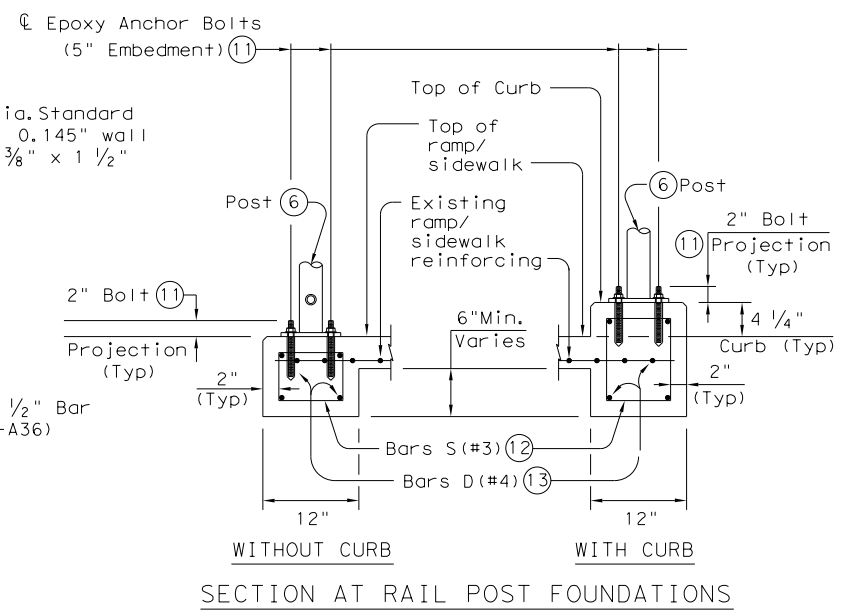 ℄ Epoxy Anchor Bolts
(5" Embedment) 11
ia. Standard
0.145" wall
3/8" x 1 1/2"
Top of Curb
Top of
ramp/
sidewalk
Post 6
Existing
ramp/
sidewalk
reinforcing
6 Post
2" Bolt
11 Projection
(Typ)
2" Bolt 11
Projection
(Typ)
6" Min.
Varies
4 1/4"
Curb (Typ)
2"
(Typ)
2"
(Typ)
1/2" Bar
-A36)
Bars S(#3) 12
Bars D(#4) 13
12"
12"
WITHOUT CURB
WITH CURB
SECTION AT RAIL POST FOUNDATIONS